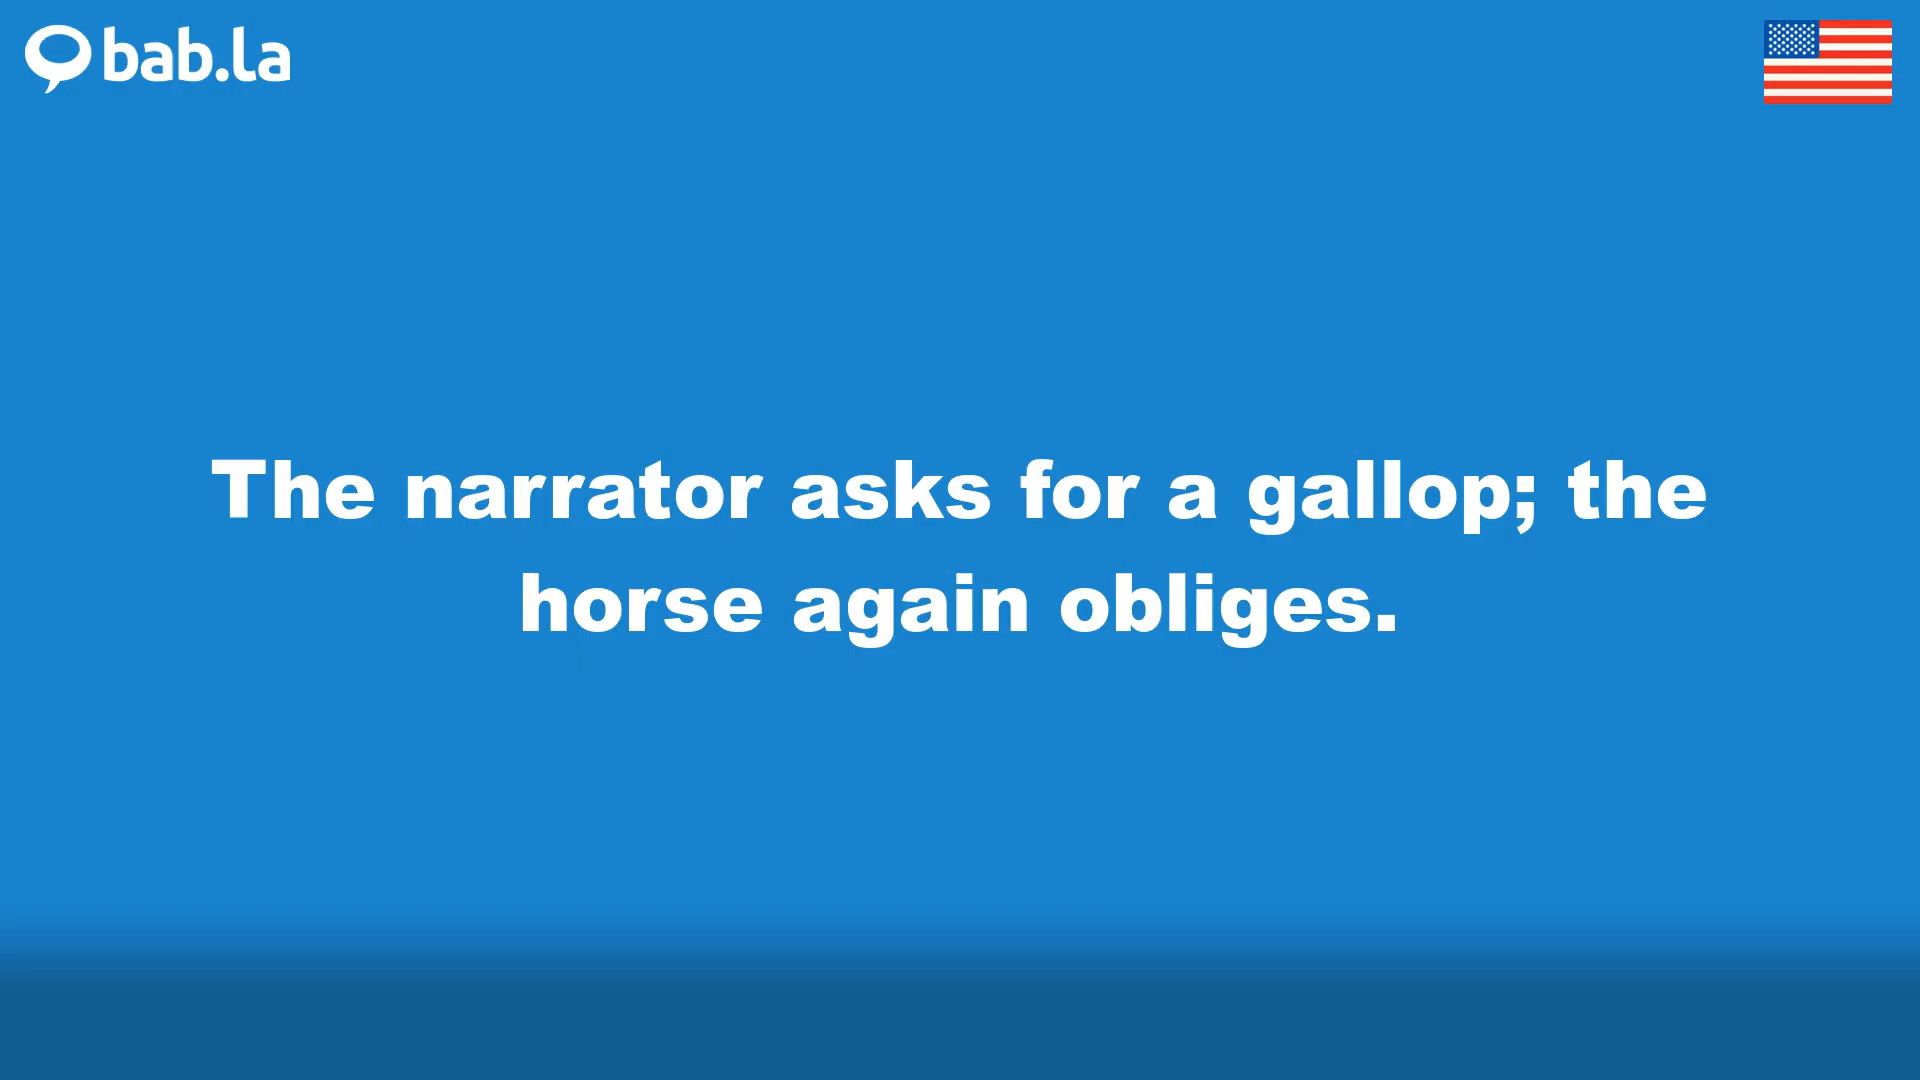 bab.la
The narrator asks for a gallop; the
horse again obliges.